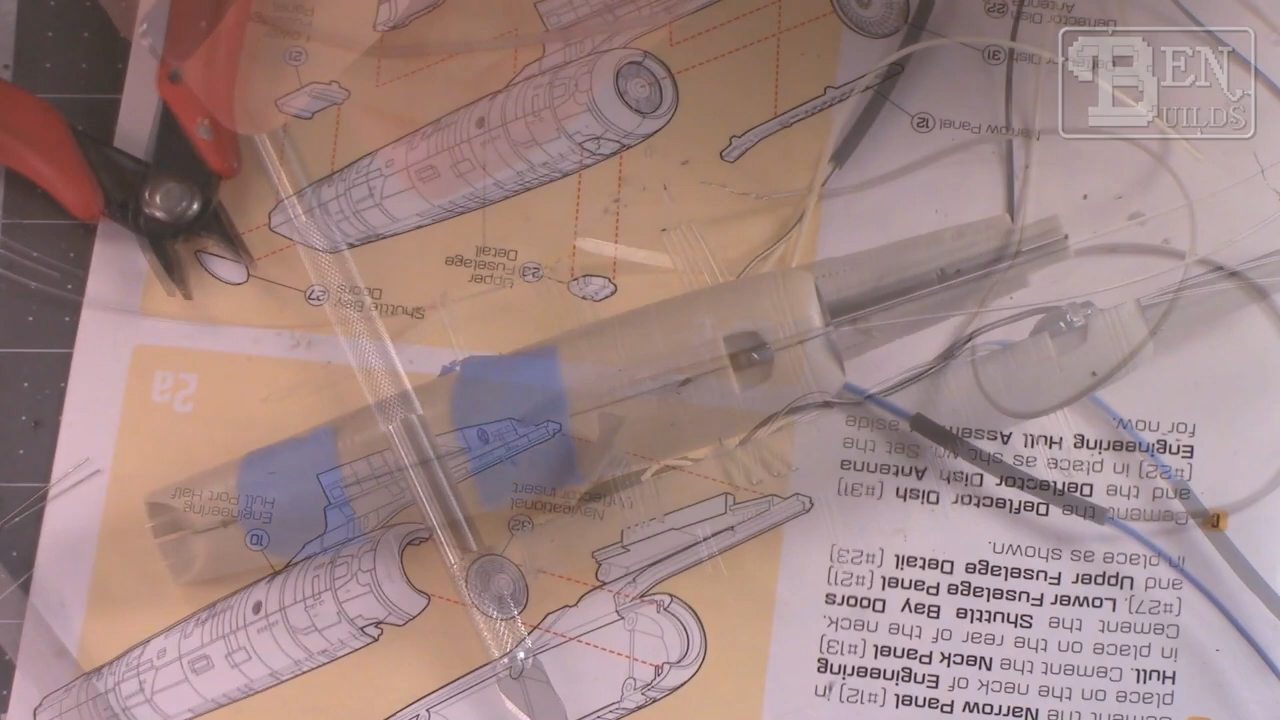 BEN
BUILDS
the Narrow Panel [#12] in
place on the neck of Engineering
Hull. Cement the Neck Panel [#13]
in place on the rear of the neck.
Cement the Shuttle Bay Doors
[#27], Lower Fuselage Panel [#21]
and Upper Fuselage Detail [#23]
in place as shown.
Cement Deflector Dish [#31]
and the Deflector Dish Antenna
[#22] in place as shown. Set the
Engineering Hull aside
for now.
32
Navigational
Insert
10
Engineering
Hull Port Half
2a
27
Shuttle Bay
Doors
23
Upper
Fuselage
Detail
12
Narrow Panel
31
Dish
22
Deflector Dish
Antenna
21